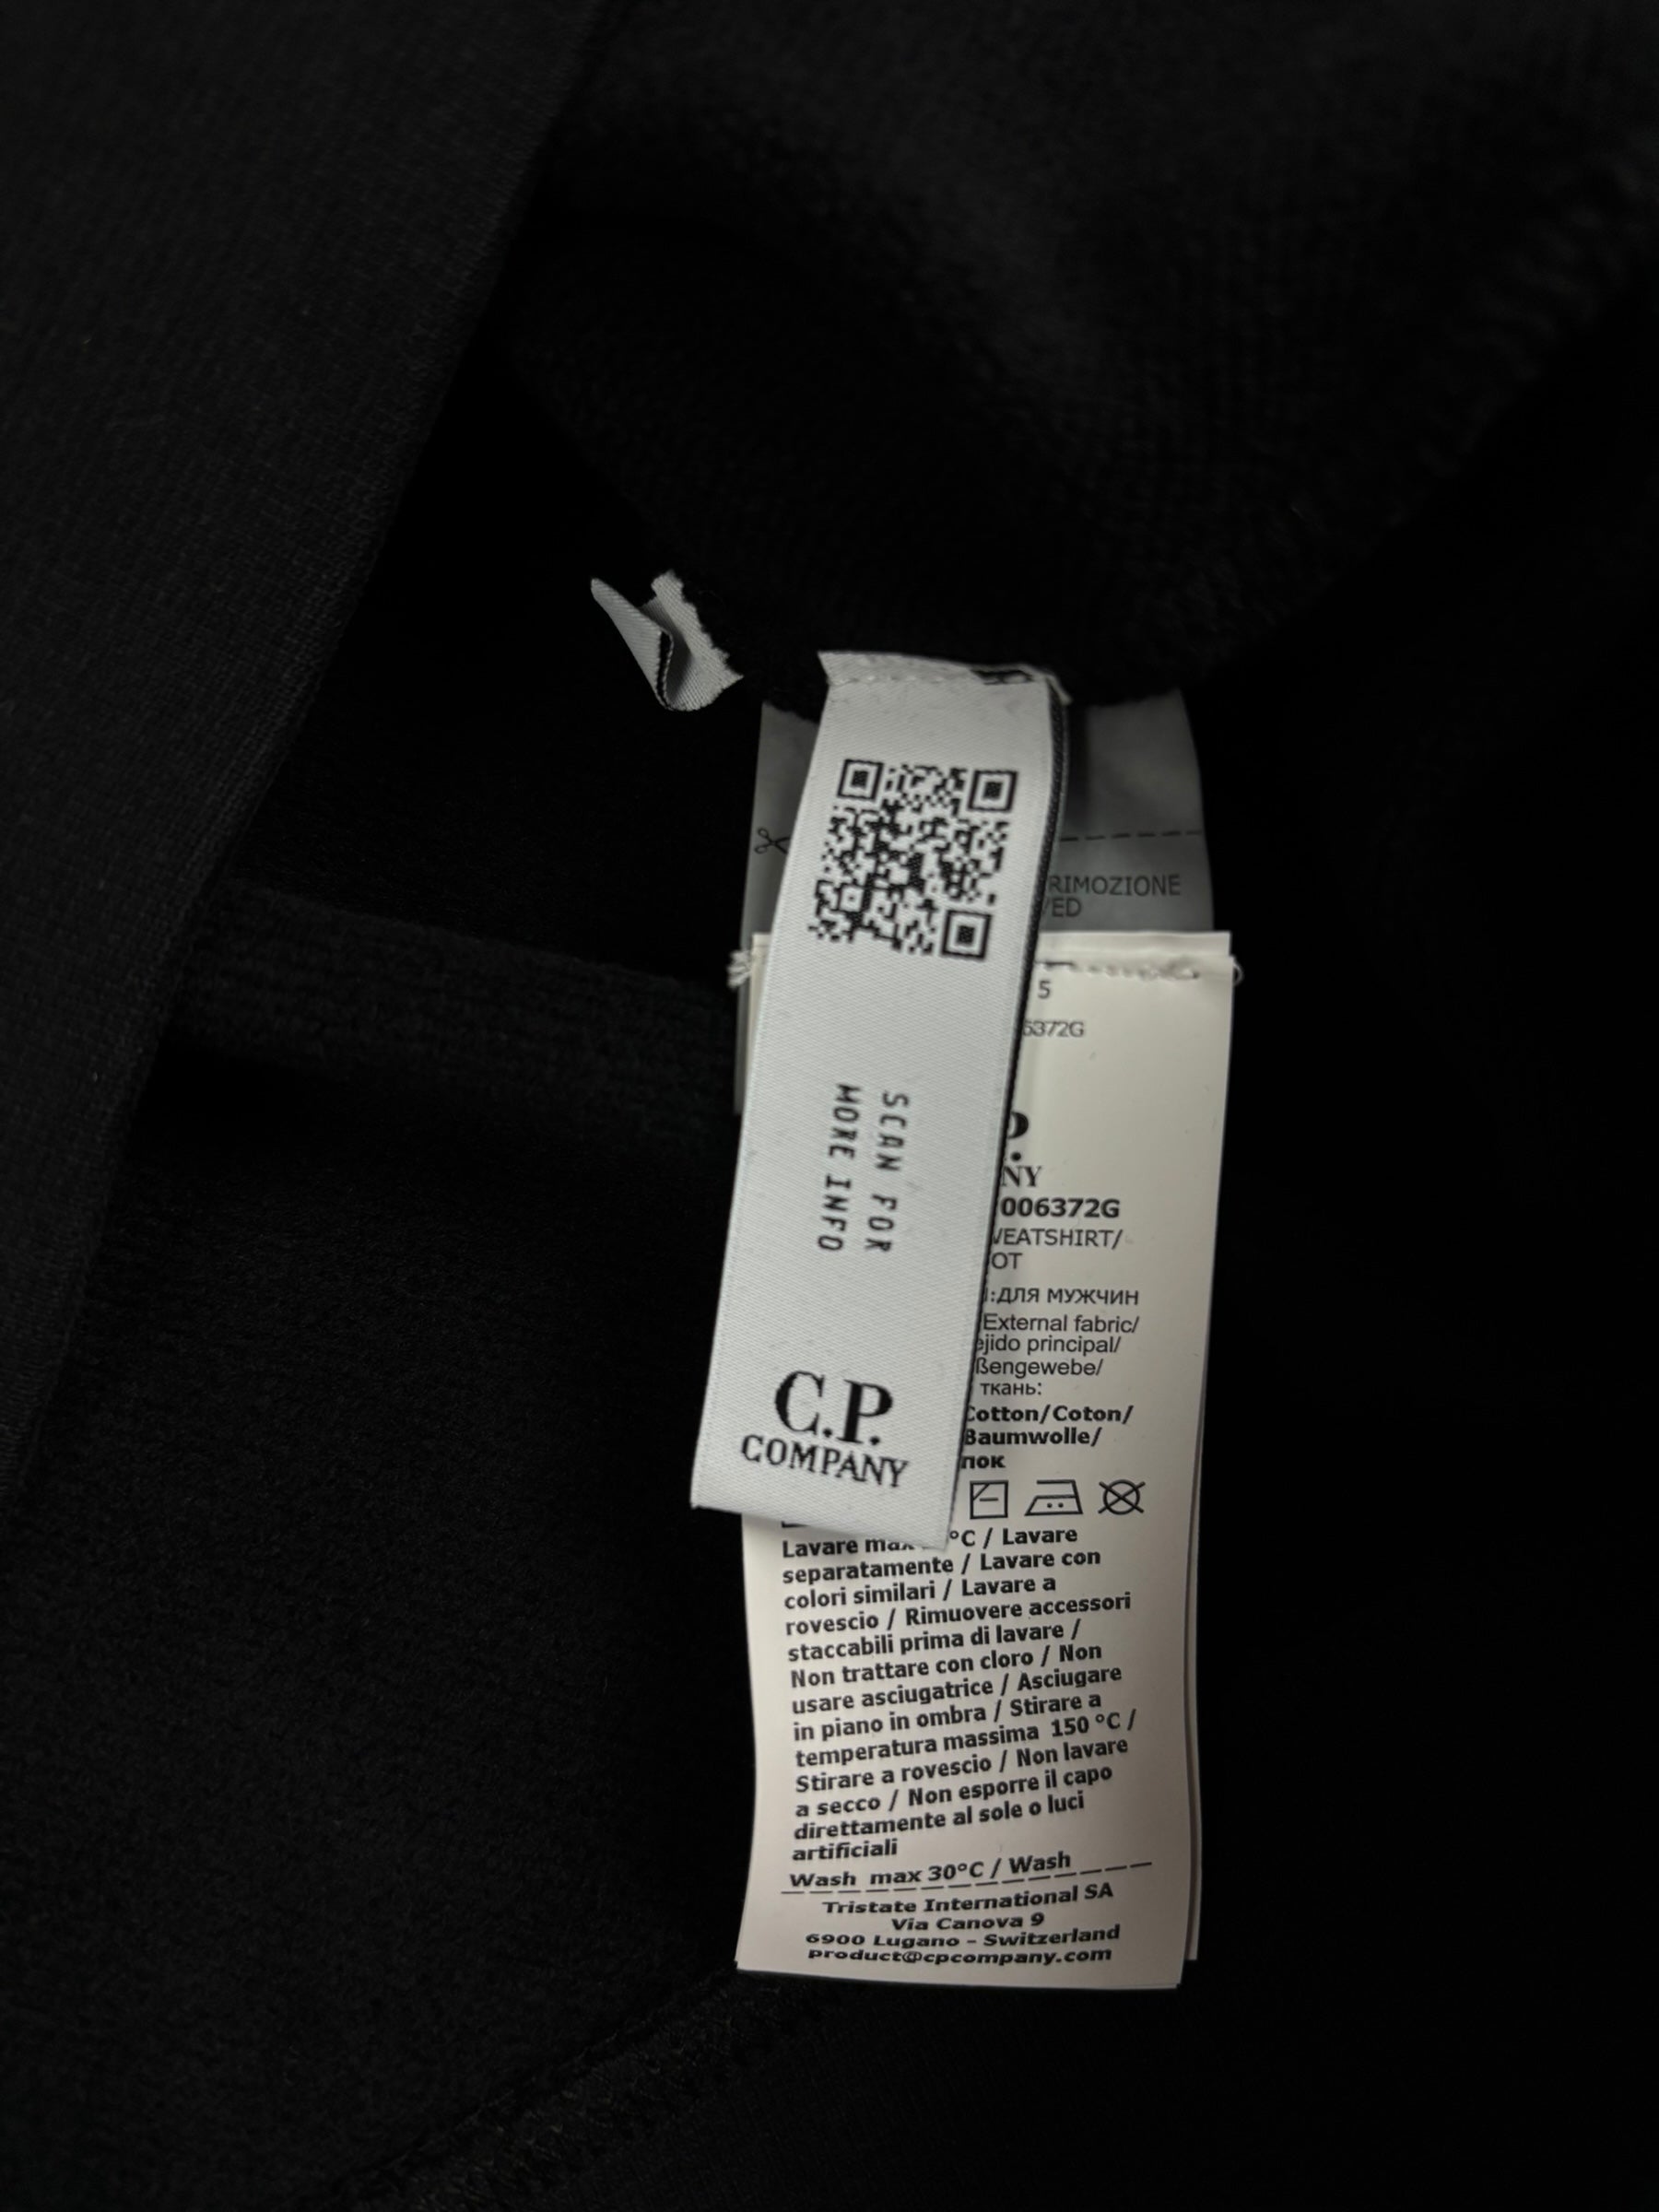 RIMOZIONE
VED
5
6372G
SCAN FOR
MORE INFO
C.P.
COMPANY
P.
NY
006372G
WEATSHIRT/
OT
:ДЛЯ МУЖЧИН
External fabric/
ejido principal/
ßengewebe/
ткань:
Cotton/Coton/
Baumwolle/
пок
Lavare max °C / Lavare
separatamente / Lavare con
colori similari / Lavare a
rovescio / Rimuovere accessori
staccabili prima di lavare /
Non trattare con cloro / Non
usare asciugatrice / Asciugare
in piano in ombra / Stirare a
temperatura massima 150 °C /
Stirare a rovescio / Non lavare
a secco / Non esporre il capo
direttamente al sole o luci
artificiali
Wash max 30°C / Wash
Tristate International SA
Via Canova 9
6900 Lugano - Switzerland
product@cpcompany.com